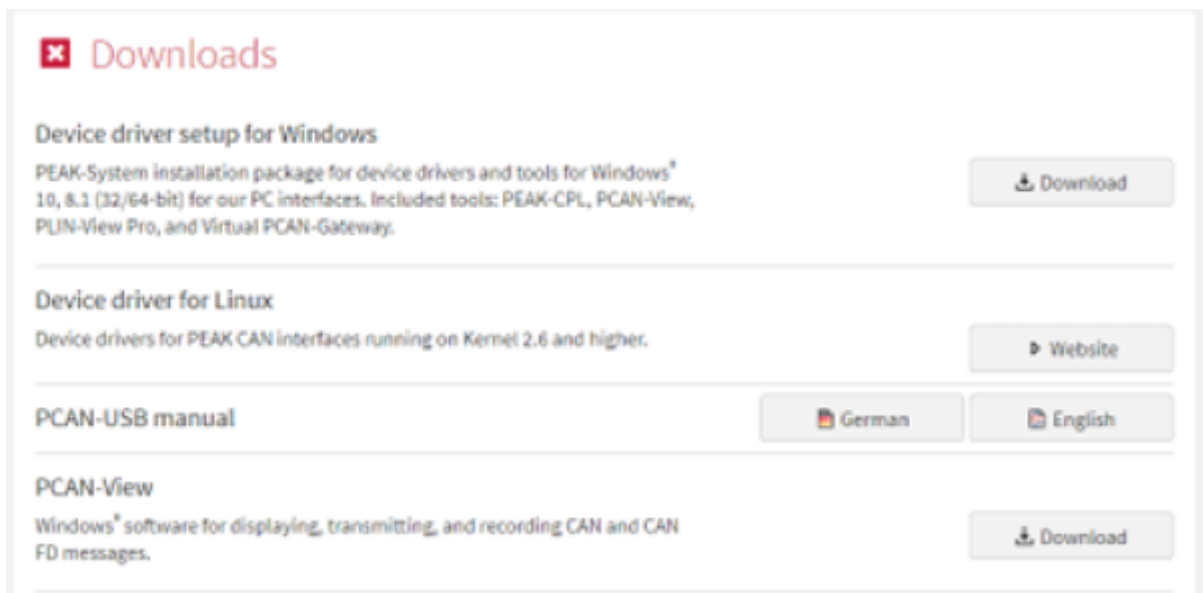 Downloads
Device driver setup for Windows
PEAK-System installation package for device drivers and tools for Windows®
10, 8.1 (32/64-bit) for our PC interfaces. Included tools: PEAK-CPL, PCAN-View,
PLIN-View Pro, and Virtual PCAN-Gateway.
Download
Device driver for Linux
Device drivers for PEAK CAN interfaces running on Kernel 2.6 and higher.
Website
PCAN-USB manual
German
English
PCAN-View
Windows® software for displaying, transmitting, and recording CAN and CAN
FD messages.
Download